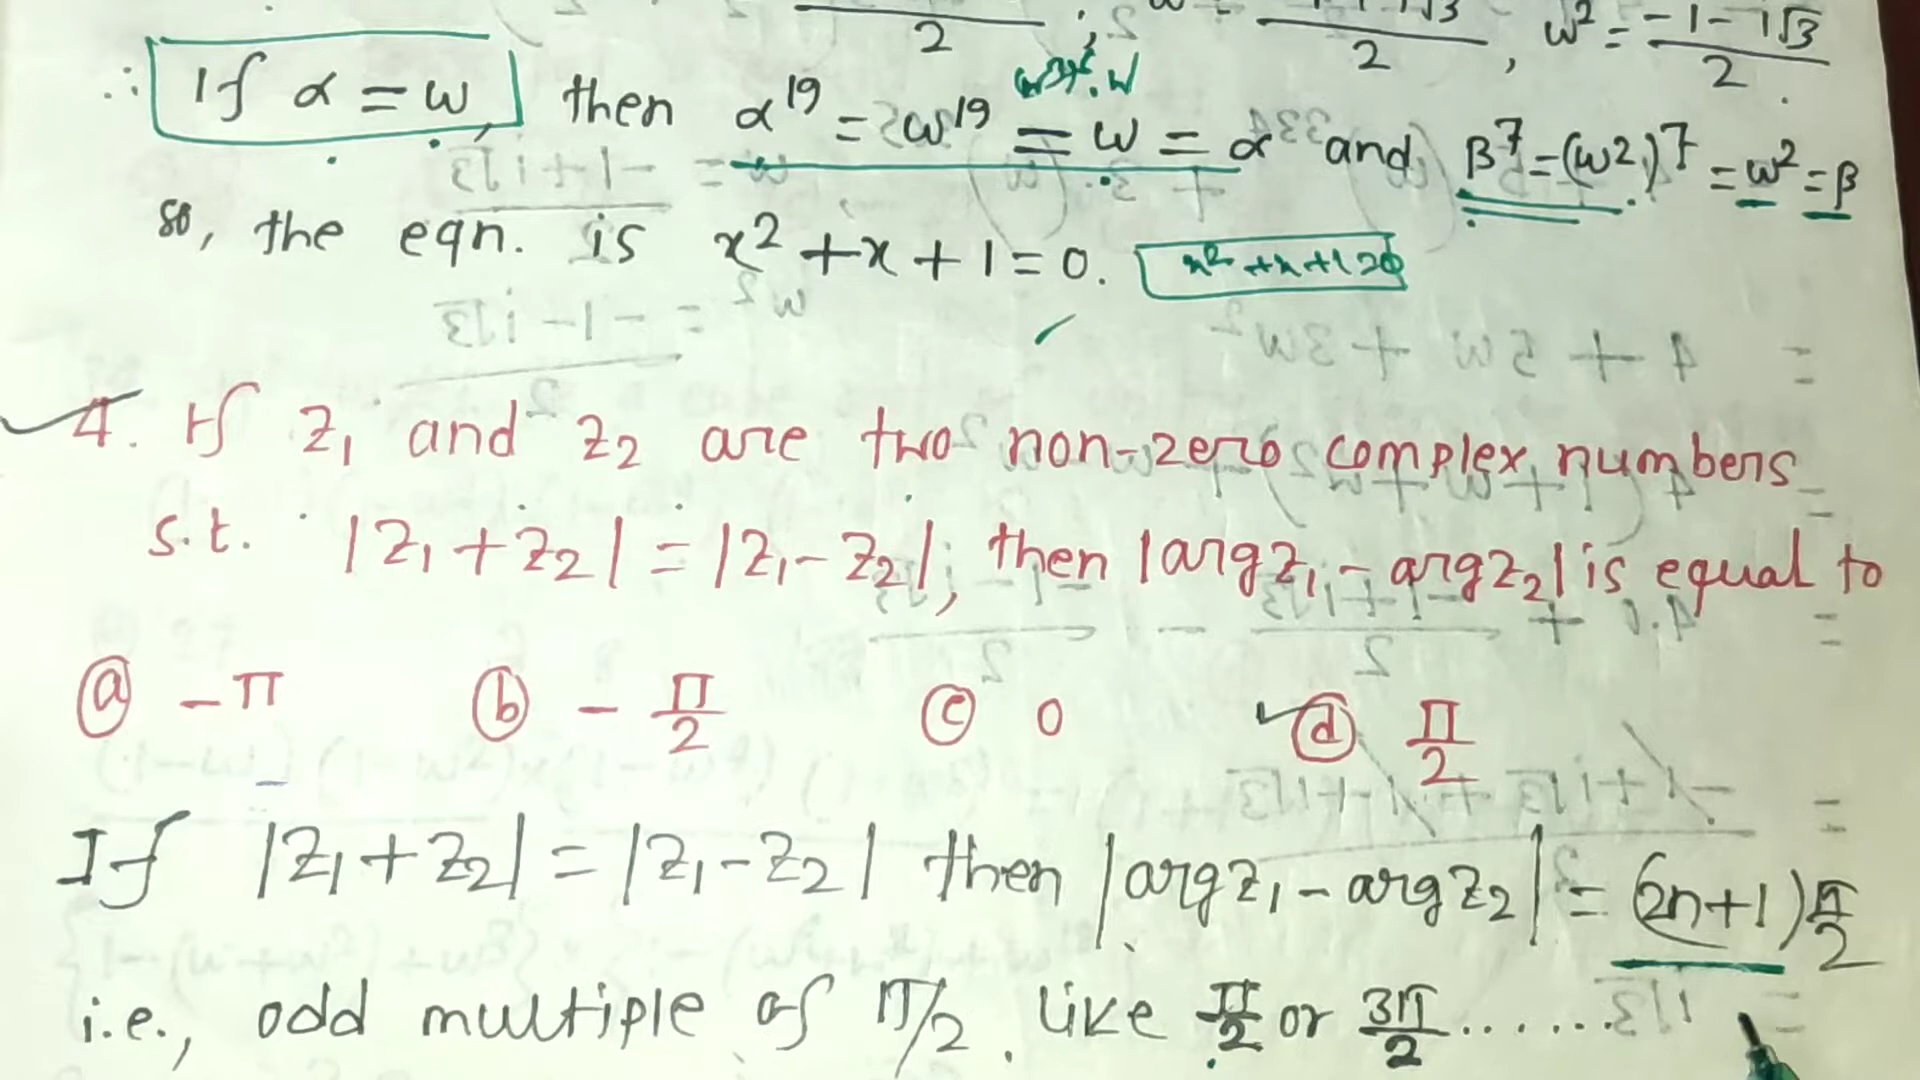 2 ; 2 , ω² = -1-i√3 / 2 .
ω¹⁸.ω
∴ If α = ω, then α¹⁹ = ω¹⁹ = ω = α and β⁷ = (ω²)⁷ = ω² = β
so, the eqn. is x² + x + 1 = 0. x² + x + 1 = 0
4. If z₁ and z₂ are two non-zero complex numbers
s.t. |z₁ + z₂| = |z₁ - z₂|, then |arg z₁ - arg z₂| is equal to
ⓐ -π ⓑ - π/2 ⓒ 0 ⓓ π/2
If |z₁ + z₂| = |z₁ - z₂| then |arg z₁ - arg z₂| = (2n+1)π/2
i.e., odd multiple of π/2. like π/2 or 3π/2 ......